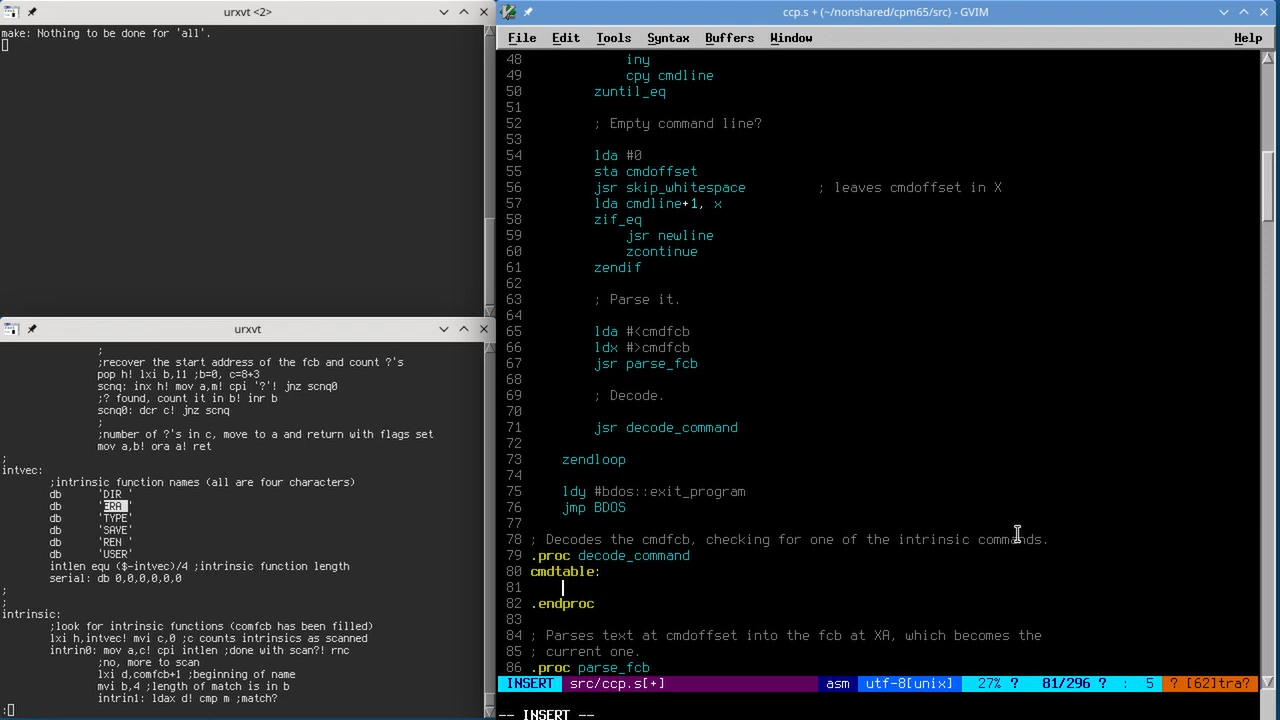 urxvt <2>
make: Nothing to be done for 'all'.
urxvt
;
;recover the start address of the fcb and count ?'s
pop h! lxi b,11 ;b=0, c=8+3
scnq: inx h! mov a,m! cpi '?'! jnz scnq0
;? found, count it in b! inr b
scnq0: dcr c! jnz scnq
;
;number of ?'s in c, move to a and return with flags set
mov a,b! ora a! ret
;
intvec:
;intrinsic function names (all are four characters)
db 'DIR '
db 'ERA '
db 'TYPE'
db 'SAVE'
db 'REN '
db 'USER'
intlen equ ($-intvec)/4 ;intrinsic function length
serial: db 0,0,0,0,0,0
;
;
intrinsic:
;look for intrinsic functions (comfcb has been filled)
lxi h,intvec! mvi c,0 ;c counts intrinsics as scanned
intrin0: mov a,c! cpi intlen ;done with scan?! rnc
;no, more to scan
lxi d,comfcb+1 ;beginning of name
mvi b,4 ;length of match is in b
intrin1: ldax d! cmp m ;match?
:
ccp.s + (~/nonshared/cpm65/src) - GVIM
File Edit Tools Syntax Buffers Window Help
48 iny
49 cpy cmdline
50 zuntil_eq
51
52 ; Empty command line?
53
54 lda #0
55 sta cmdoffset
56 jsr skip_whitespace ; leaves cmdoffset in X
57 lda cmdline+1, x
58 zif_eq
59 jsr newline
60 zcontinue
61 zendif
62
63 ; Parse it.
64
65 lda #<cmdfcb
66 ldx #>cmdfcb
67 jsr parse_fcb
68
69 ; Decode.
70
71 jsr decode_command
72
73 zendloop
74
75 ldy #bdos::exit_program
76 jmp BDOS
77
78 ; Decodes the cmdfcb, checking for one of the intrinsic commands.
79 .proc decode_command
80 cmdtable:
81
82 .endproc
83
84 ; Parses text at cmdoffset into the fcb at XA, which becomes the
85 ; current one.
86 .proc parse_fcb
INSERT src/ccp.s[+] asm utf-8[unix] 27% ? 81/296 ? : 5 ? [62]tra?
-- INSERT --